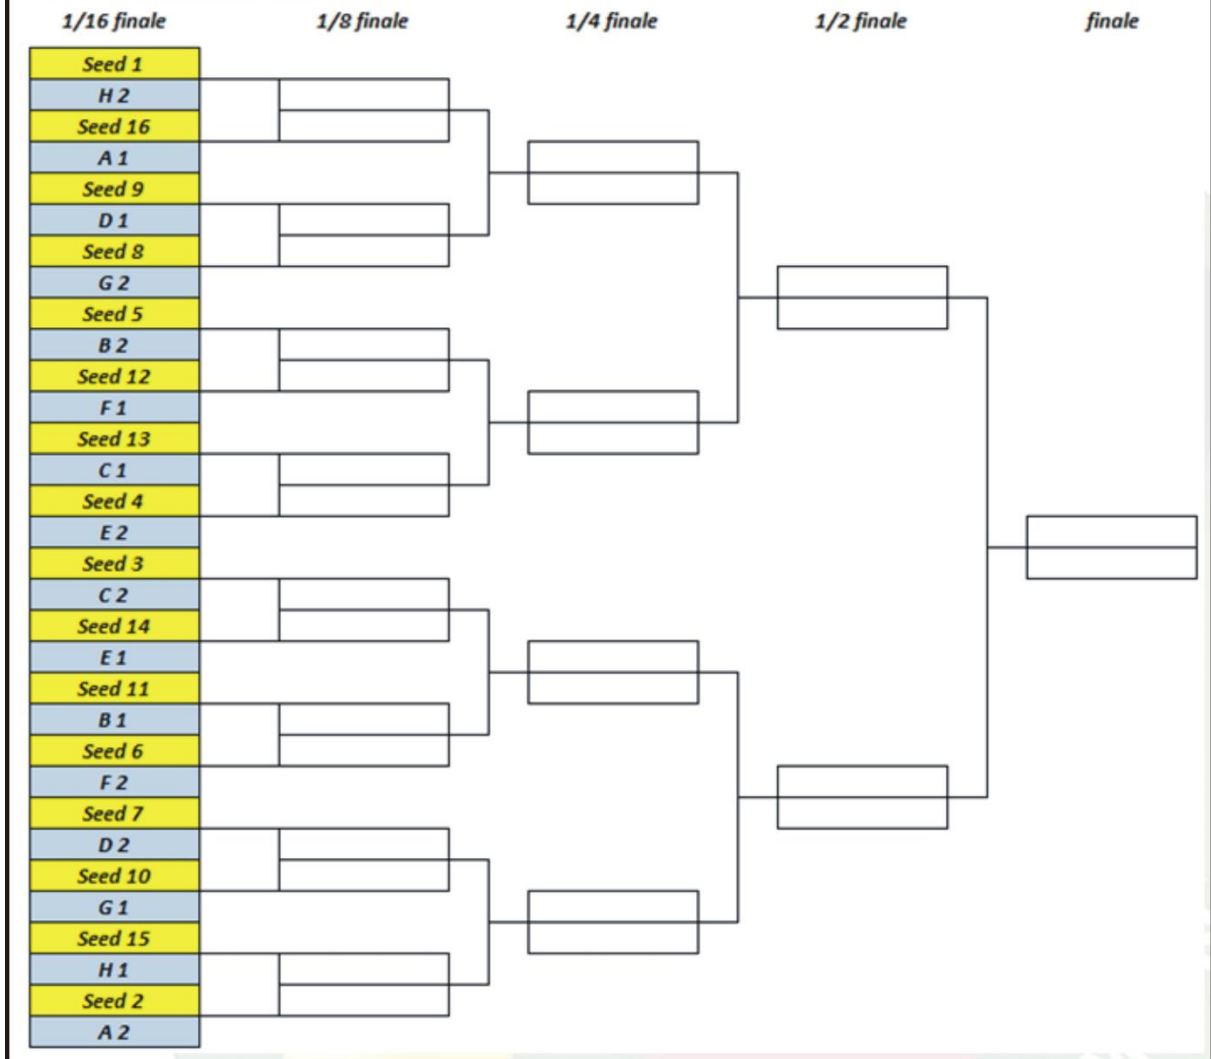 1/16 finale 1/8 finale 1/4 finale 1/2 finale finale
Seed 1
H 2
Seed 16
A 1
Seed 9
D 1
Seed 8
G 2
Seed 5
B 2
Seed 12
F 1
Seed 13
C 1
Seed 4
E 2
Seed 3
C 2
Seed 14
E 1
Seed 11
B 1
Seed 6
F 2
Seed 7
D 2
Seed 10
G 1
Seed 15
H 1
Seed 2
A 2